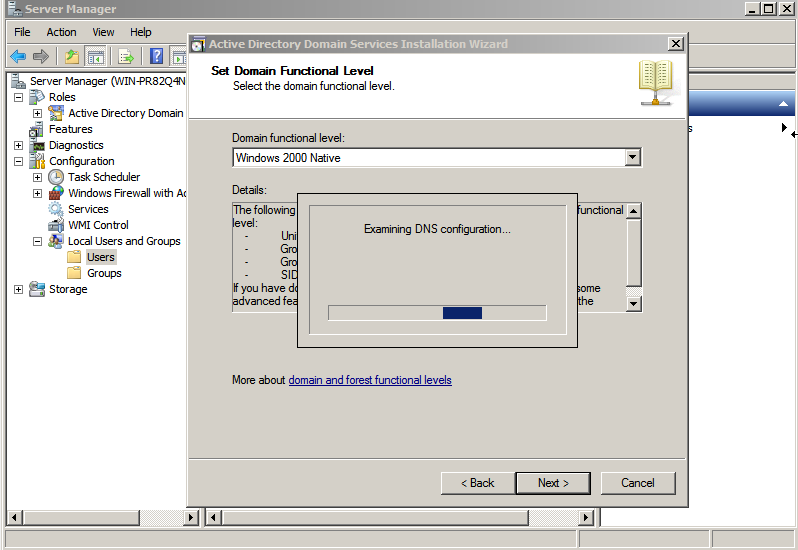 Server Manager
File Action View Help
Server Manager (WIN-PR82Q4N
Roles
Active Directory Domain
Features
Diagnostics
Configuration
Task Scheduler
Windows Firewall with Ad
Services
WMI Control
Local Users and Groups
Users
Groups
Storage
Active Directory Domain Services Installation Wizard
Set Domain Functional Level
Select the domain functional level.
Domain functional level:
Windows 2000 Native
Details:
The following functional
level:
- Uni
- Gro
- Gro
- SID
If you have do some
advanced fea the
Examining DNS configuration...
More about domain and forest functional levels
< Back Next > Cancel
s